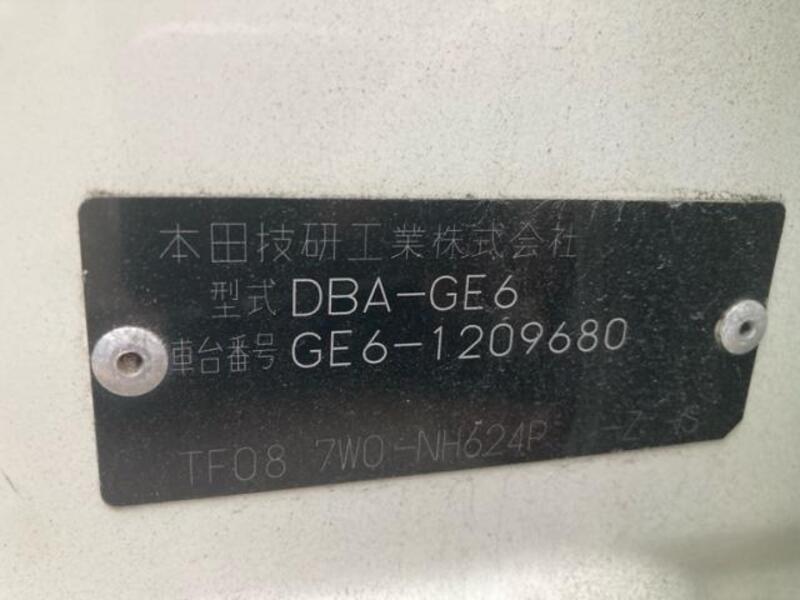 本田技研工業株式会社
型式 DBA-GE6
車台番号 GE6-1209680
TF08 7W0-NH624P -Z S